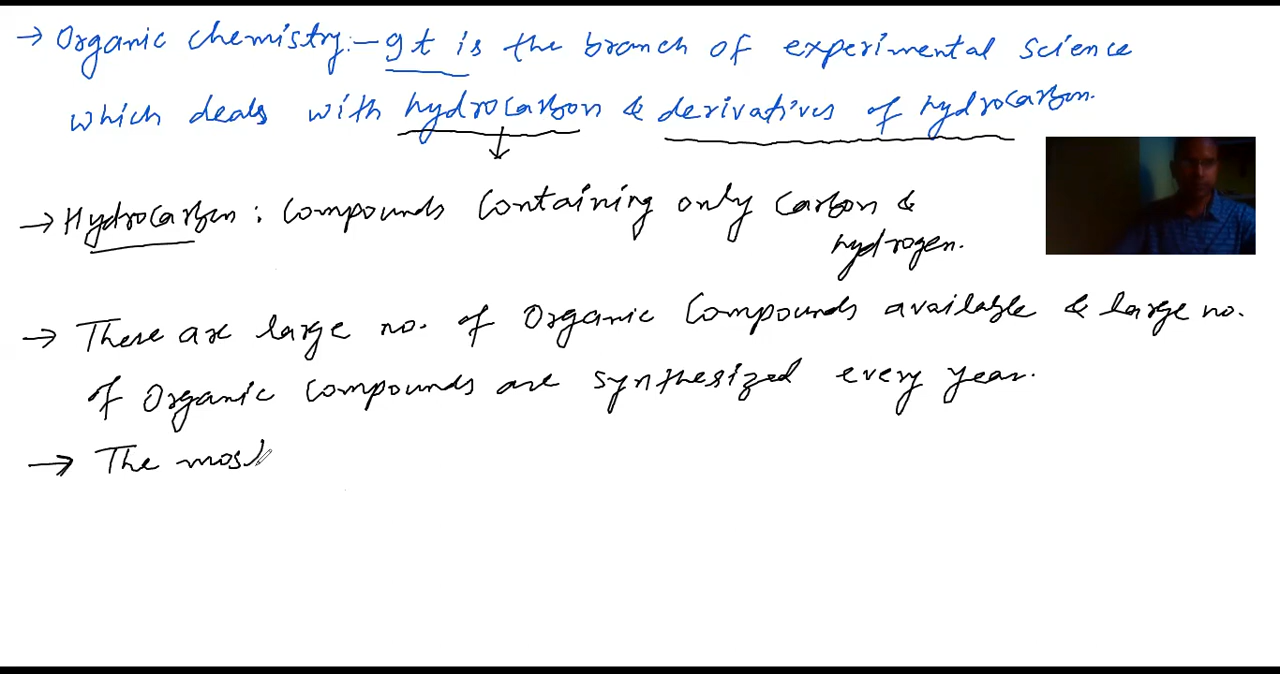 → Organic chemistry:- It is the branch of experimental science
which deals with hydrocarbon & derivatives of hydrocarbon.
→ Hydrocarbon: Compounds Containing only Carbon &
hydrogen.
→ There are large no. of Organic Compounds available & large no.
of Organic Compounds are synthesized every year.
→ The most